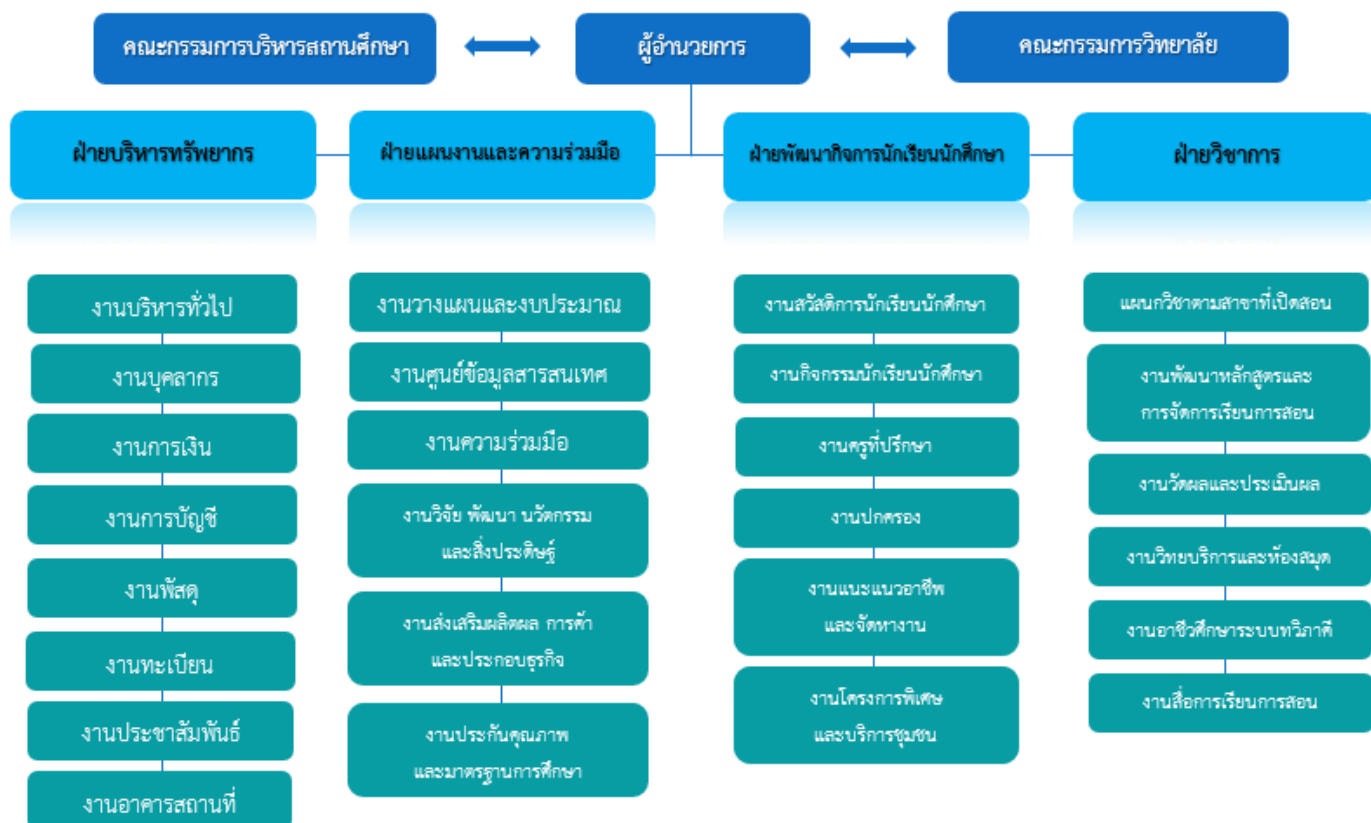 คณะกรรมการบริหารสถานศึกษา
ผู้อำนวยการ
คณะกรรมการวิทยาลัย
ฝ่ายบริหารทรัพยากร
ฝ่ายแผนงานและความร่วมมือ
ฝ่ายพัฒนากิจการนักเรียนนักศึกษา
ฝ่ายวิชาการ
งานบริหารทั่วไป
งานบุคลากร
งานการเงิน
งานการบัญชี
งานพัสดุ
งานทะเบียน
งานประชาสัมพันธ์
งานอาคารสถานที่
งานวางแผนและงบประมาณ
งานศูนย์ข้อมูลสารสนเทศ
งานความร่วมมือ
งานวิจัย พัฒนา นวัตกรรม
และสิ่งประดิษฐ์
งานส่งเสริมผลิตผล การค้า
และประกอบธุรกิจ
งานประกันคุณภาพ
และมาตรฐานการศึกษา
งานสวัสดิการนักเรียนนักศึกษา
งานกิจกรรมนักเรียนนักศึกษา
งานครูที่ปรึกษา
งานปกครอง
งานแนะแนวอาชีพ
และจัดหางาน
งานโครงการพิเศษ
และบริการชุมชน
แผนกวิชาตามสาขาที่เปิดสอน
งานพัฒนาหลักสูตรและ
การจัดการเรียนการสอน
งานวัดผลและประเมินผล
งานวิทยบริการและห้องสมุด
งานอาชีวศึกษาระบบทวิภาคี
งานสื่อการเรียนการสอน